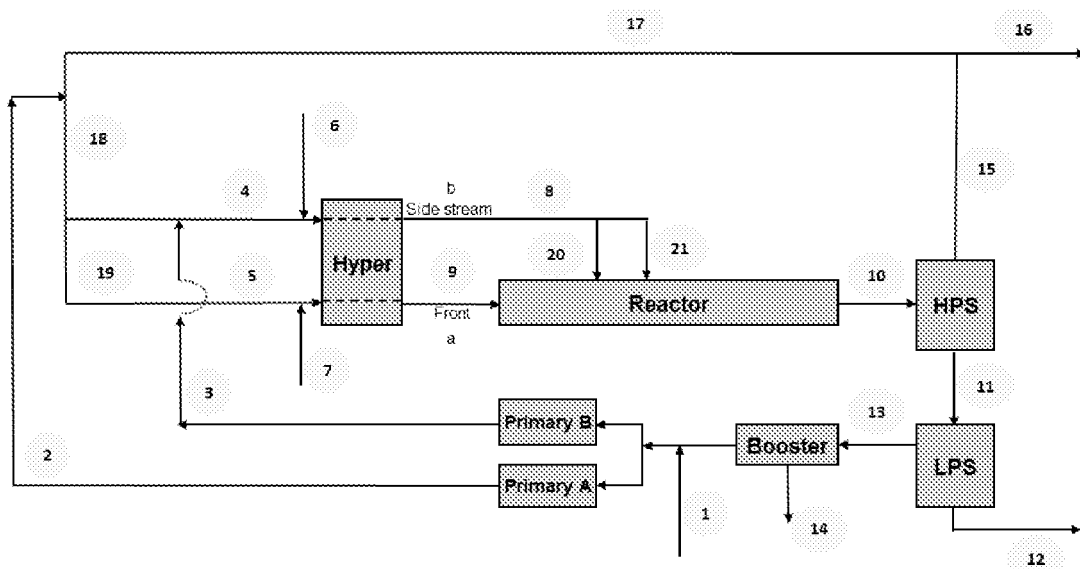 17
16
6
18
15
4
b
8
Side stream
19
5
Hyper
9
20
21
10
Reactor
HPS
Front
a
7
3
11
Primary B
13
2
Booster
LPS
Primary A
1
14
12